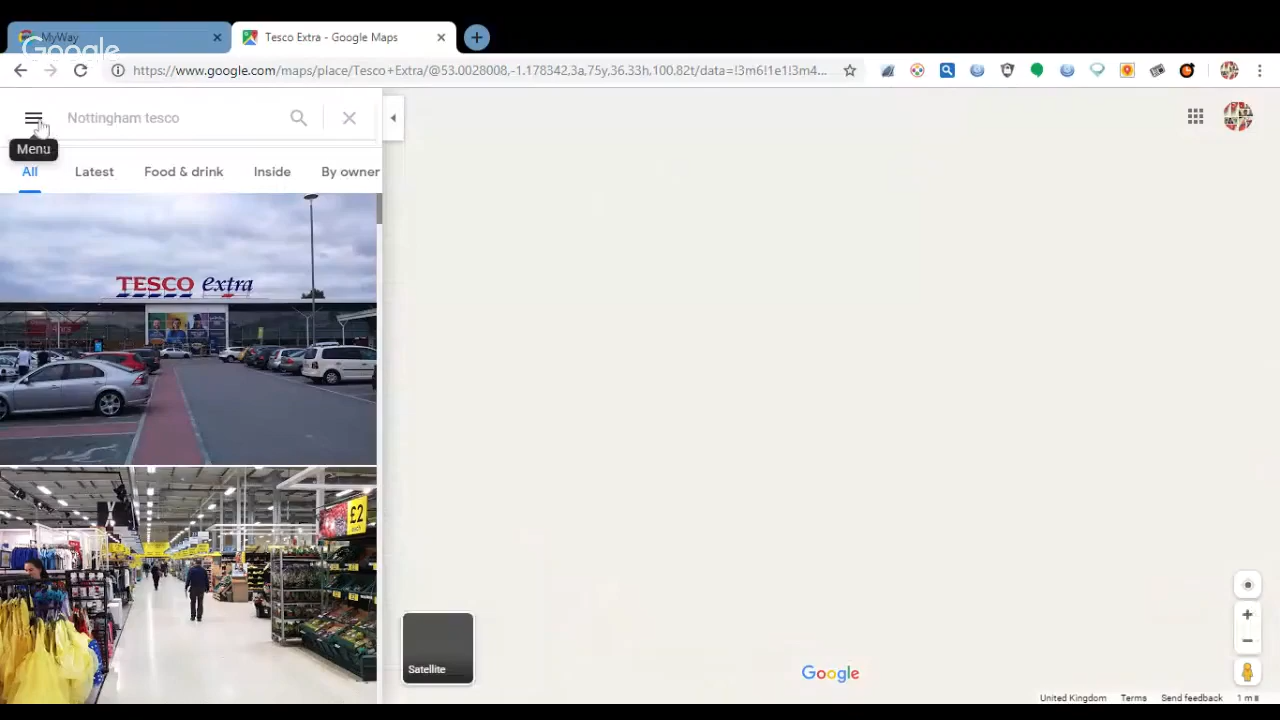 MyWay
Tesco Extra - Google Maps
Google
https://www.google.com/maps/place/Tesco+Extra/@53.0028008,-1.178342,3a,75y,36.33h,100.82t/data=!3m6!1e1!3m4...
Nottingham tesco
Menu
All Latest Food & drink Inside By owner
TESCO extra
£2
Satellite
Google
United Kingdom Terms Send feedback 1 m